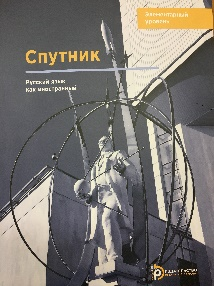 Элементарный
уровень
Спутник
Русский язык
как иностранный